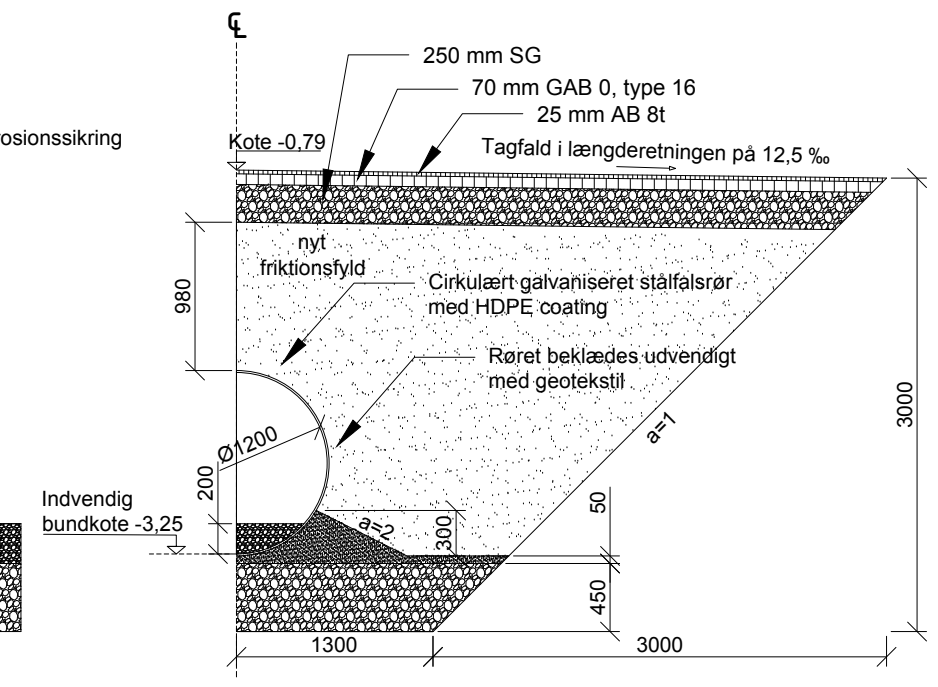 ℄
250 mm SG
70 mm GAB 0, type 16
25 mm AB 8t
rosionssikring
Kote -0,79
Tagfald i længderetningen på 12,5 ‰
nyt
friktionsfyld
980
Cirkulært galvaniseret stålfalsrør
med HDPE coating
Røret beklædes udvendigt
med geotekstil
3000
a=1
Ø1200
200
Indvendig
bundkote -3,25
a=2
300
50
450
1300
3000